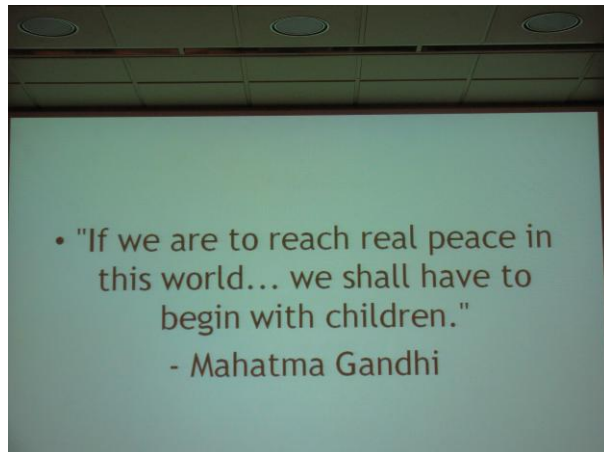 • "If we are to reach real peace in
this world... we shall have to
begin with children."
- Mahatma Gandhi